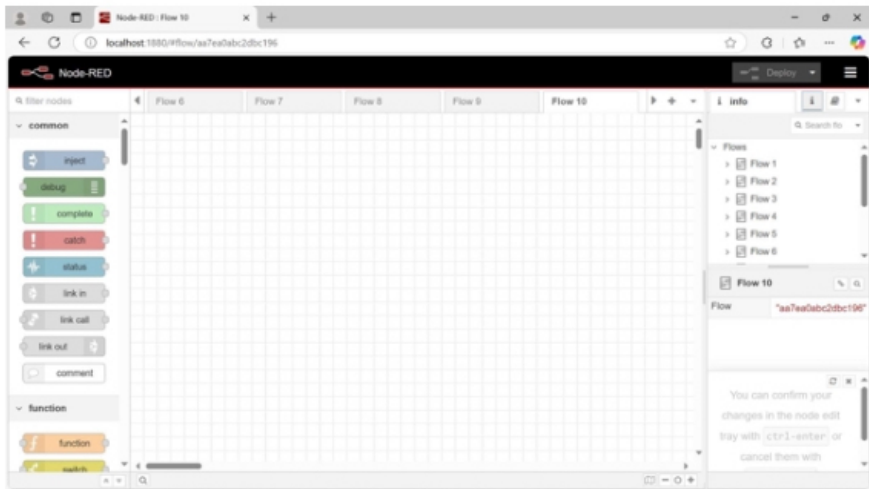 Node-RED : Flow 10
localhost:1880/#flow/aa7ea0abc2dbc196
Node-RED
Deploy
filter nodes
Flow 6
Flow 7
Flow 8
Flow 9
Flow 10
i info
i
Search flo
common
inject
debug
complete
catch
status
link in
link call
link out
comment
function
function
switch
Flows
Flow 1
Flow 2
Flow 3
Flow 4
Flow 5
Flow 6
Flow 10
Flow
"aa7ea0abc2dbc196"
You can confirm your
changes in the node edit
tray with ctrl-enter or
cancel them with